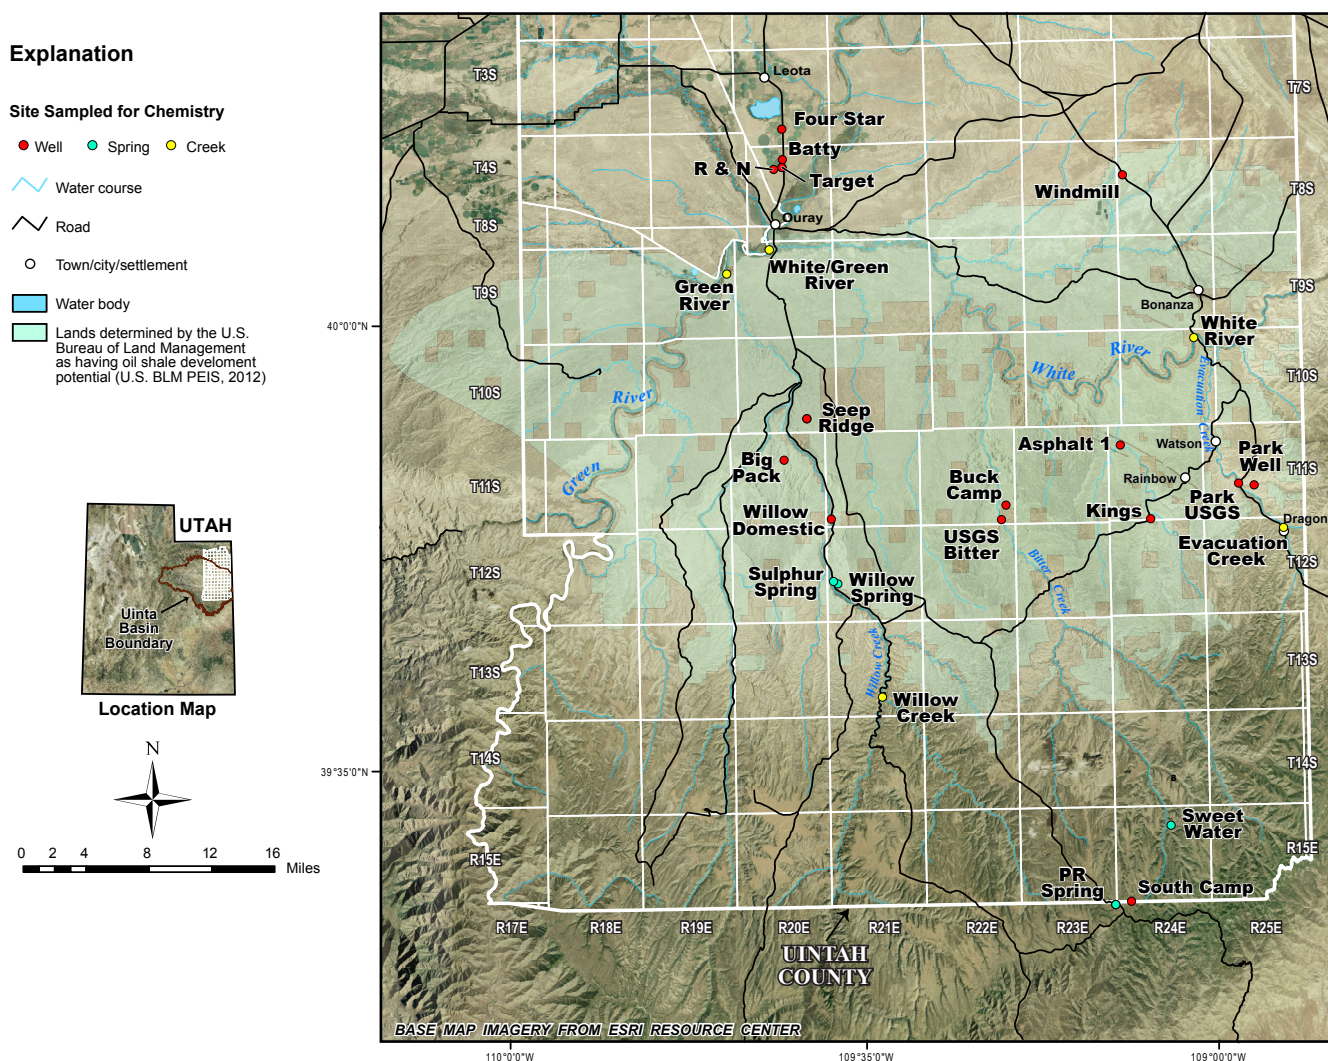 Explanation
Site Sampled for Chemistry
Well
Spring
Creek
Water course
Road
Town/city/settlement
Water body
Lands determined by the U.S.
Bureau of Land Management
as having oil shale develoment
potential (U.S. BLM PEIS, 2012)
UTAH
Uinta
Basin
Boundary
Location Map
N
0 2 4 8 12 16
Miles
T3S
Leota
T7S
Four Star
Batty
R & N
T4S
Target
Windmill
T8S
Ouray
T8S
White/Green
River
Green
River
T9S
T9S
Bonanza
40°0'0"N
White
River
White River
Evacuation Creek
T10S
T10S
River
Seep
Ridge
Asphalt 1
Watson
Park
Well
Big
Pack
Green
Buck
Camp
Rainbow
T11S
T11S
Willow
Domestic
USGS
Bitter
Kings
Park
USGS
Dragon
Evacuation
Creek
T12S
T12S
Sulphur
Spring
Willow
Spring
Bitter Creek
Willow Creek
T13S
T13S
Willow
Creek
T14S
T14S
39°35'0"N
8
Sweet
Water
R15E
R15E
PR
Spring
South Camp
R17E
R18E
R19E
R20E
R21E
R22E
R23E
R24E
R25E
UINTAH
COUNTY
BASE MAP IMAGERY FROM ESRI RESOURCE CENTER
110°0'0"W
109°35'0"W
109°0'0"W